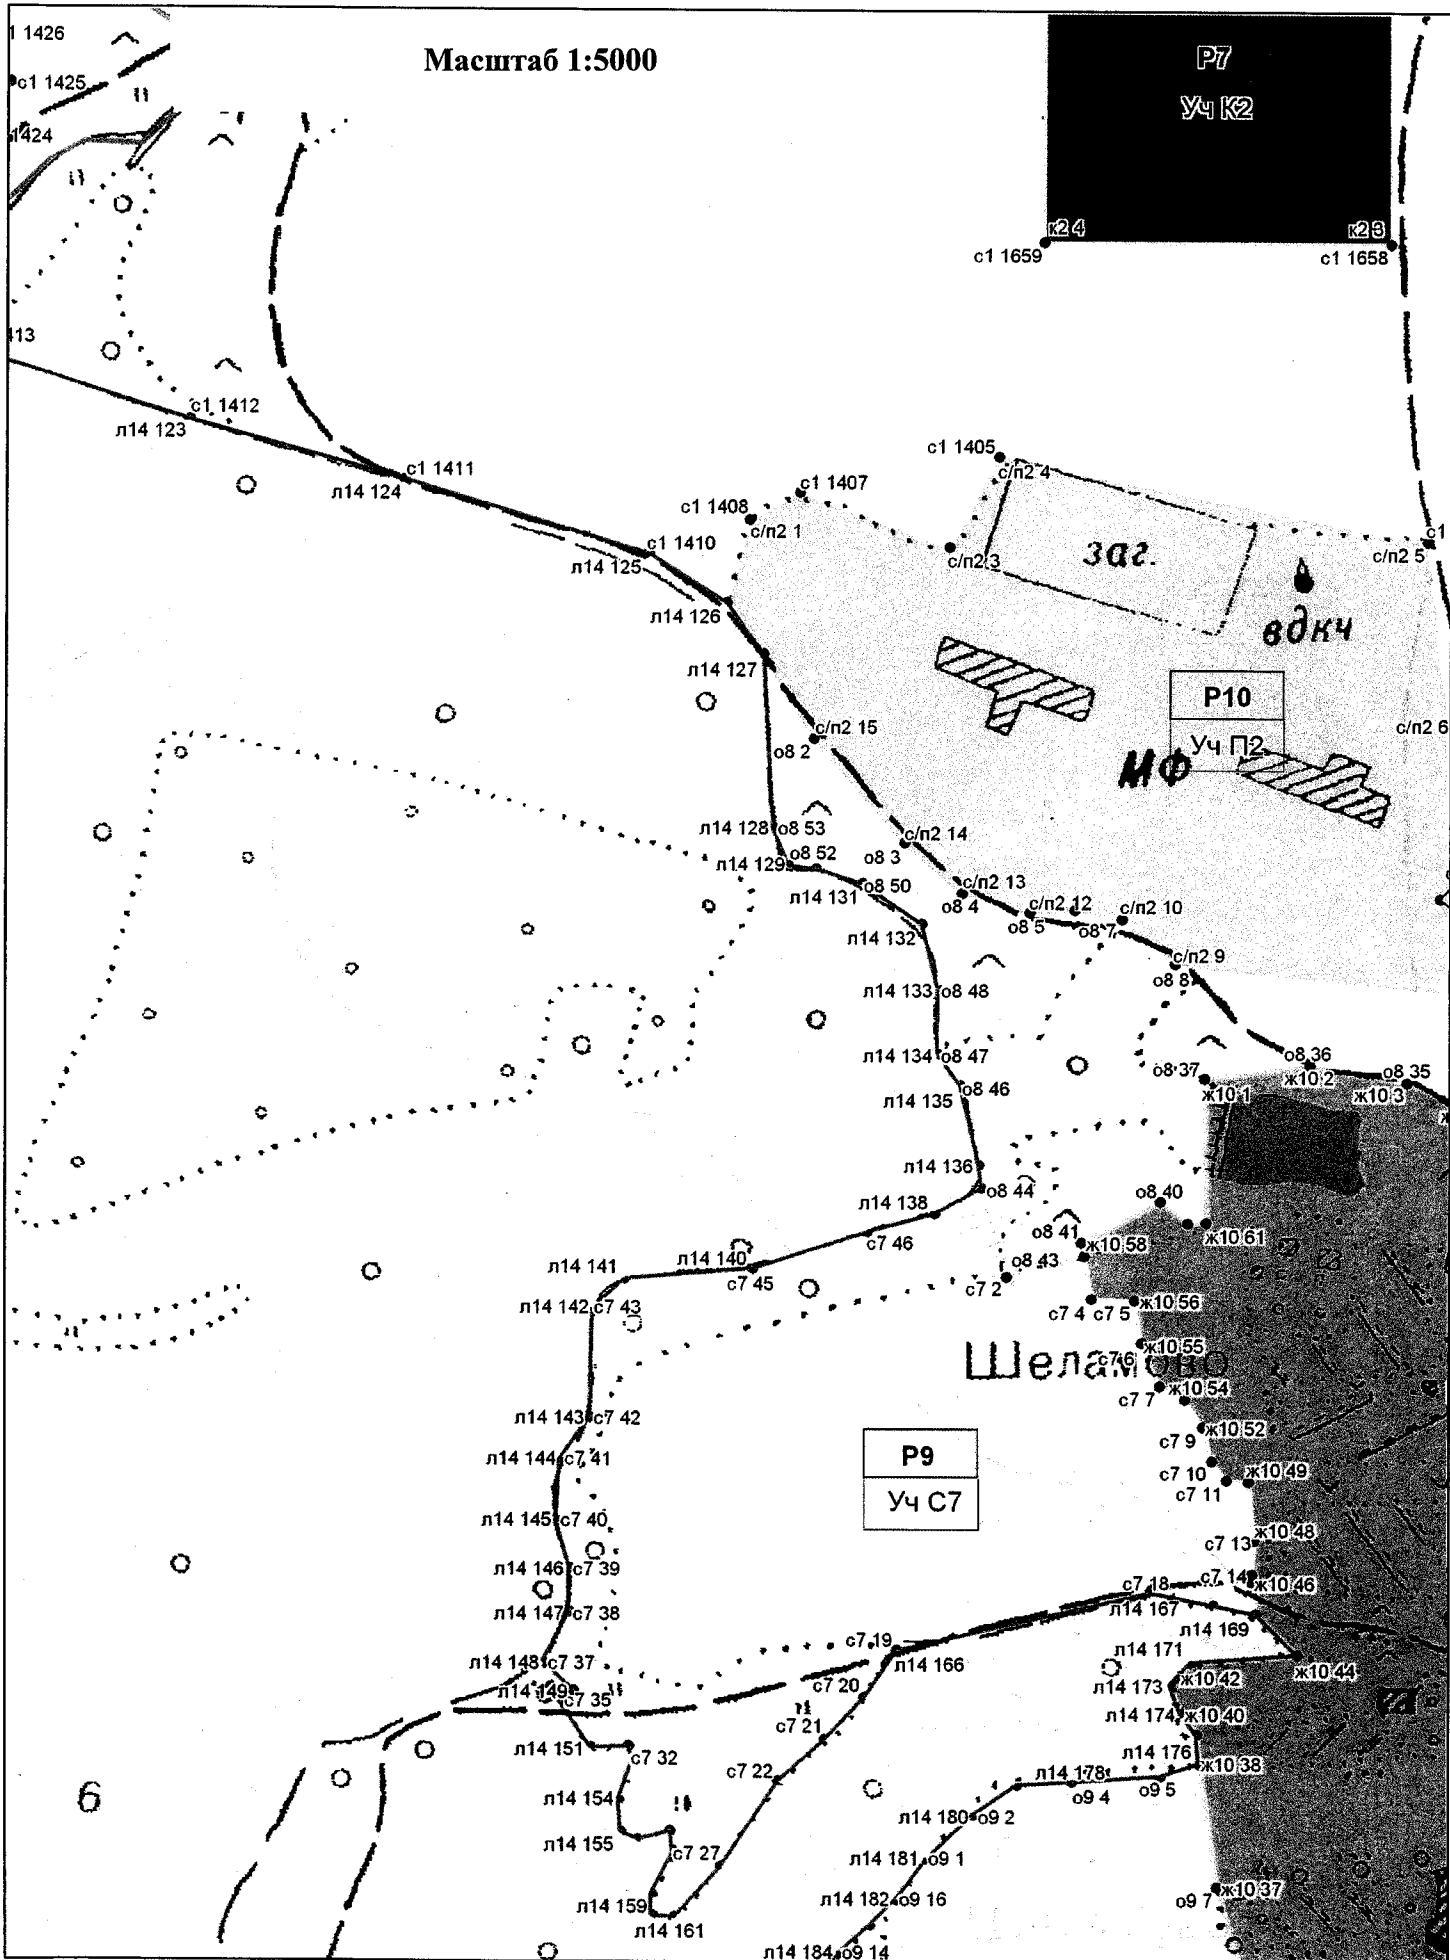 1 1426
Масштаб 1:5000
Р7
с1 1425
Уч К2
1424
к2 4
к2 3
с1 1659
с1 1658
413
с1 1412
л14 123
с1 1405
с1 1411
с/п2 4
л14 124
с1 1407
с1 1408
с/п2 1
с1
с1 1410
с/п2 5
л14 125
с/п2 3
заг.
л14 126
вдкч
л14 127
Р10
с/п2 15
с/п2 6
о8 2
Уч П2
МФ
л14 128
о8 53
с/п2 14
о8 52
о8 3
л14 129
с/п2 13
о8 50
л14 131
о8 4
с/п2 12
с/п2 10
о8 5
о8 7
л14 132
с/п2 9
о8 8
л14 133
о8 48
л14 134
о8 47
о8 36
о8 37
о8 35
ж10 2
о8 46
ж10 1
ж10 3
л14 135
л14 136
о8 44
о8 40
л14 138
о8 41
ж10 61
с7 46
ж10 58
л14 140
л14 141
о8 43
с7 45
с7 2
л14 142
с7 43
с7 4
с7 5
ж10 56
ж10 55
Шеламово
с7 6
ж10 54
с7 7
л14 143
с7 42
ж10 52
с7 9
Р9
л14 144
с7 41
с7 10
ж10 49
с7 11
Уч С7
л14 145
с7 40
ж10 48
с7 13
л14 146
с7 39
с7 14
с7 18
ж10 46
л14 147
с7 38
л14 167
л14 169
с7 19
л14 171
л14 148
с7 37
л14 166
ж10 44
с7 20
ж10 42
л14 173
л14 149
с7 35
л14 174
ж10 40
с7 21
л14 151
л14 176
с7 32
ж10 38
с7 22
л14 178
о9 5
о9 4
6
л14 154
л14 180
о9 2
л14 155
с7 27
л14 181
о9 1
ж10 37
л14 159
л14 182
о9 16
о9 7
л14 161
л14 184
о9 14